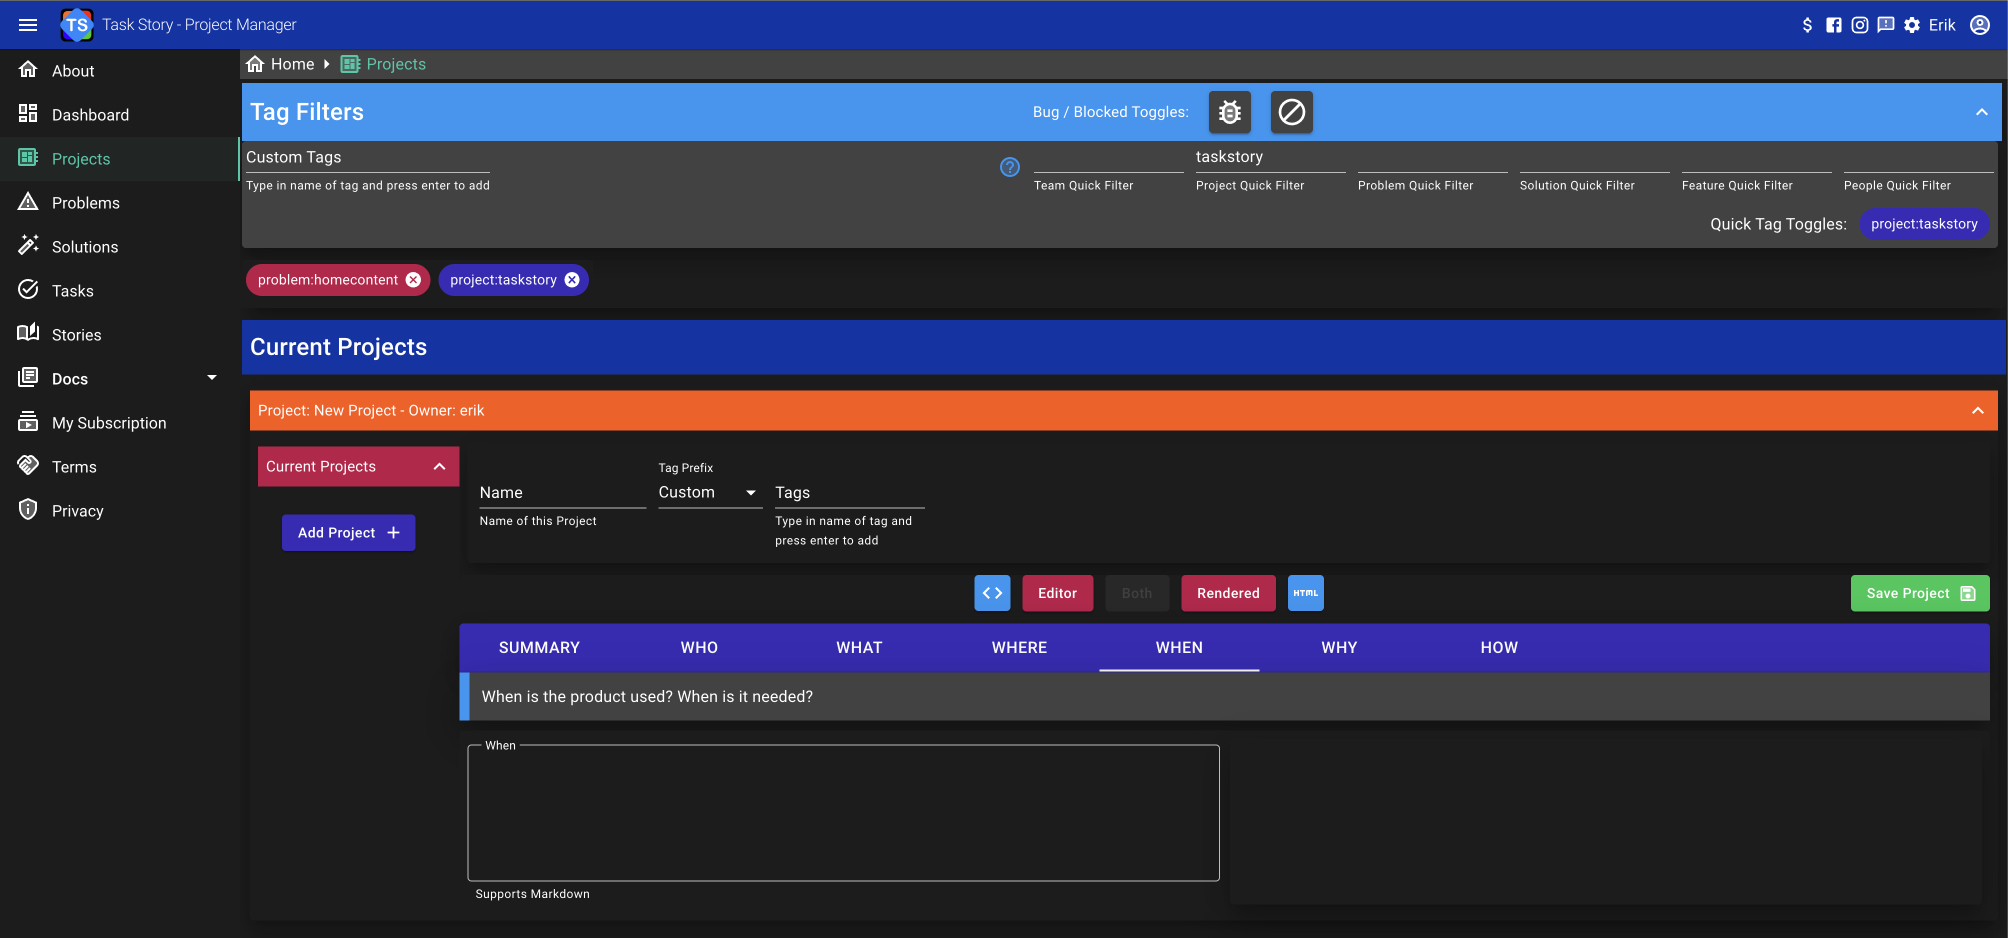 TS Task Story - Project Manager
Erik
About
Dashboard
Projects
Problems
Solutions
Tasks
Stories
Docs
My Subscription
Terms
Privacy
Home Projects
Tag Filters
Bug / Blocked Toggles:
Custom Tags
Type in name of tag and press enter to add
Team Quick Filter
taskstory
Project Quick Filter
Problem Quick Filter
Solution Quick Filter
Feature Quick Filter
People Quick Filter
Quick Tag Toggles: project:taskstory
problem:homecontent project:taskstory
Current Projects
Project: New Project - Owner: erik
Current Projects
Add Project
Name
Name of this Project
Tag Prefix
Custom
Tags
Type in name of tag and
press enter to add
Editor Both Rendered HTML
Save Project
SUMMARY WHO WHAT WHERE WHEN WHY HOW
When is the product used? When is it needed?
When
Supports Markdown